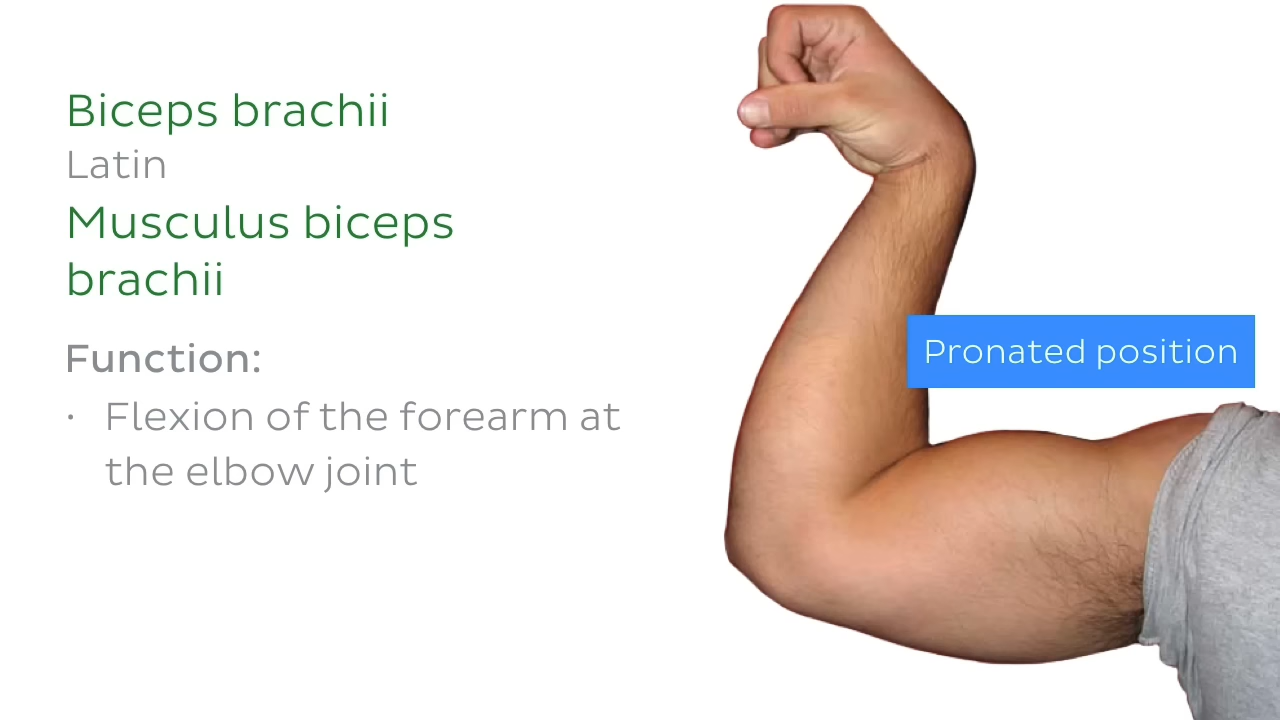 Biceps brachii
Latin
Musculus biceps
brachii
Function:
• Flexion of the forearm at
the elbow joint
Pronated position